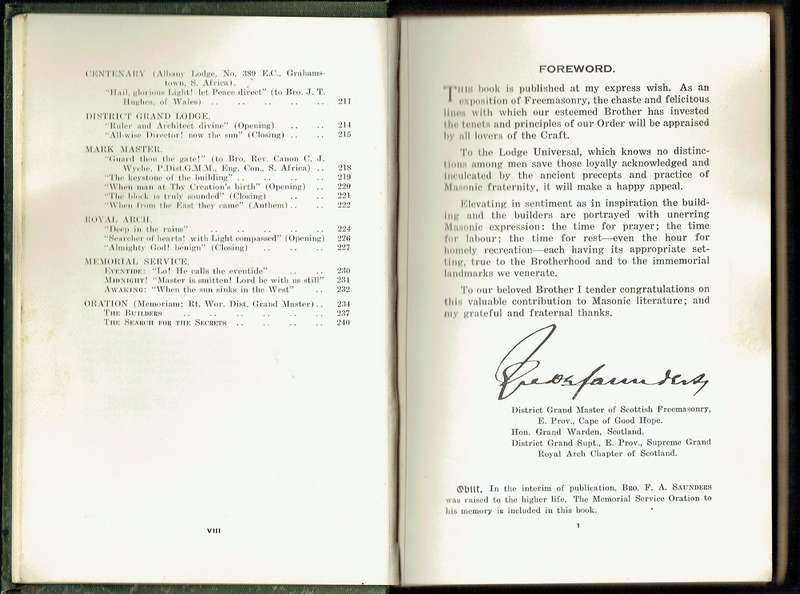 CENTENARY (Albany Lodge, No. 389 E.C., Grahams-
town, S. Africa).
"Hail, glorious Light! let Peace direct" (to Bro. J. T.
Hughes, of Wales) .. .. .. .. .. 211
DISTRICT GRAND LODGE.
"Ruler and Architect divine" (Opening) .. .. 214
"All-wise Director! now the sun" (Closing) .. .. 215
MARK MASTER.
"Guard thou the gate!" (to Bro. Rev. Canon C. J.
Wyche, P.Dist.G.M.M., Eng. Con., S. Africa) .. 218
"The keystone of the building" .. .. .. .. 219
"When man at Thy Creation's birth" (Opening) .. 220
"The block is truly sounded" (Closing) .. .. 221
"When from the East they came" (Anthem) .. .. 222
ROYAL ARCH.
"Deep in the ruins" .. .. .. .. .. 224
"Searcher of hearts! with Light compassed" (Opening) 226
"Almighty God! benign" (Closing) .. .. .. 227
MEMORIAL SERVICE.
EVENTIDE: "Lo! He calls the eventide" .. .. 230
MIDNIGHT! "Master is smitten! Lord be with us still" 231
AWAKING: "When the sun sinks in the West" .. 232
ORATION (Memoriam: Rt. Wor. Dist. Grand Master) .. 234
THE BUILDERS .. .. .. .. .. .. 237
THE SEARCH FOR THE SECRETS .. .. .. .. 240
VIII
FOREWORD.
THIS book is published at my express wish. As an
exposition of Freemasonry, the chaste and felicitous
lines with which our esteemed Brother has invested
the tenets and principles of our Order will be appraised
by all lovers of the Craft.
To the Lodge Universal, which knows no distinc-
tions among men save those loyally acknowledged and
inculcated by the ancient precepts and practice of
Masonic fraternity, it will make a happy appeal.
Elevating in sentiment as in inspiration the build-
ing and the builders are portrayed with unerring
Masonic expression: the time for prayer; the time
for labour; the time for rest—even the hour for
homely recreation—each having its appropriate set-
ting, true to the Brotherhood and to the immemorial
landmarks we venerate.
To our beloved Brother I tender congratulations on
this valuable contribution to Masonic literature; and
my grateful and fraternal thanks.
District Grand Master of Scottish Freemasonry,
E. Prov., Cape of Good Hope.
Hon. Grand Warden, Scotland.
District Grand Supt., E. Prov., Supreme Grand
Royal Arch Chapter of Scotland.
Obiit. In the interim of publication, BRO. F. A. SAUNDERS
was raised to the higher life. The Memorial Service Oration to
his memory is included in this book.
1